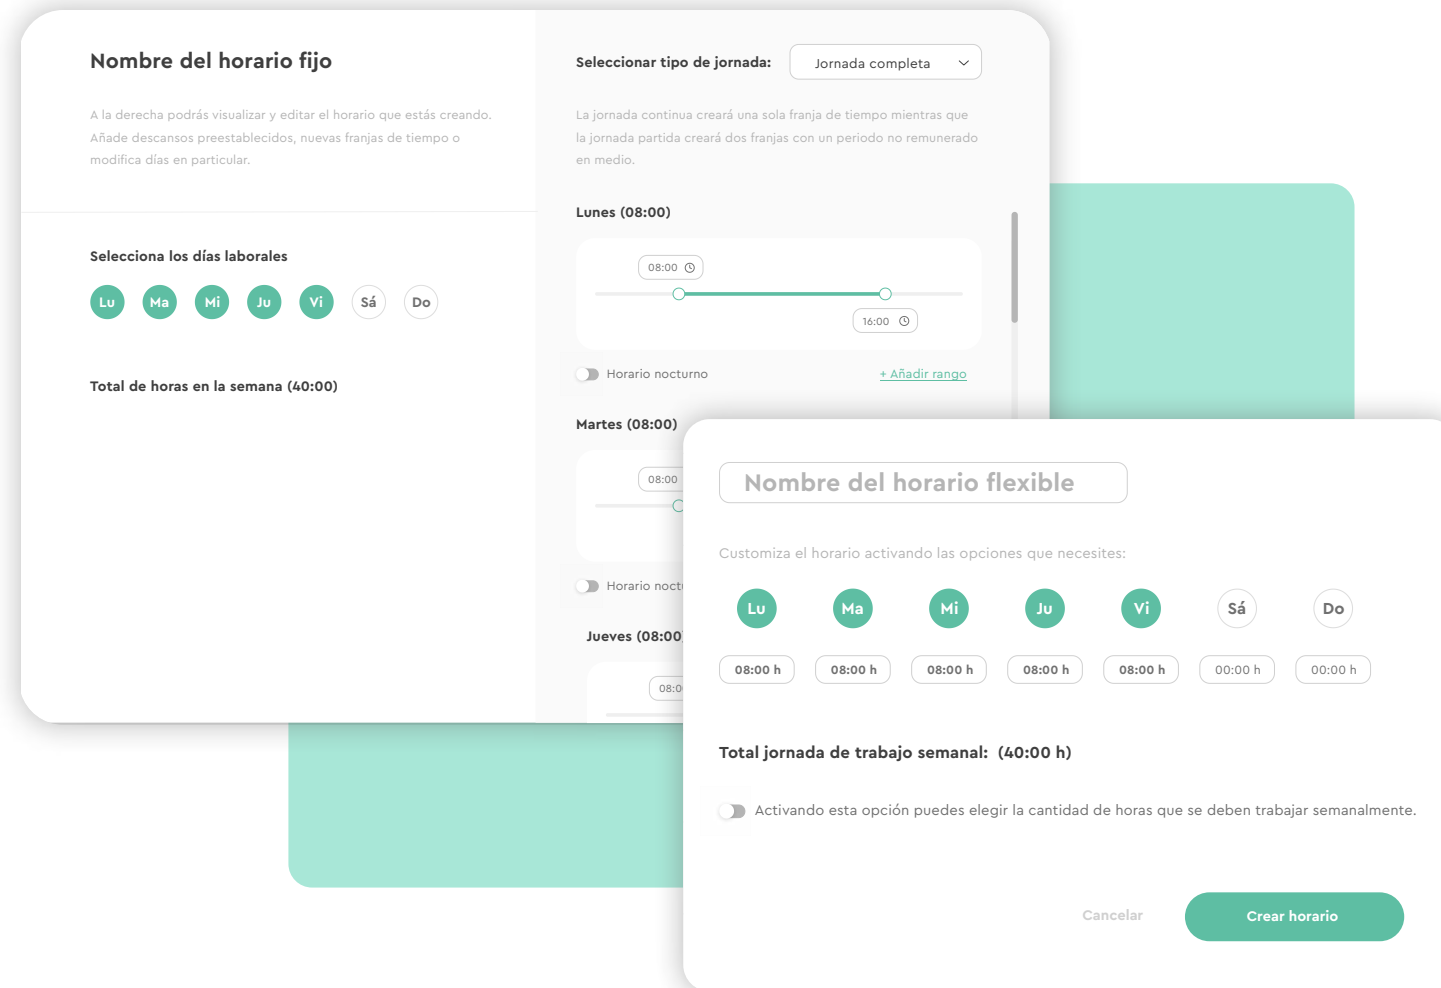 Nombre del horario fijo
A la derecha podrás visualizar y editar el horario que estás creando.
Añade descansos preestablecidos, nuevas franjas de tiempo o
modifica días en particular.
Selecciona los días laborales
Lu Ma Mi Ju Vi Sá Do
Total de horas en la semana (40:00)
Seleccionar tipo de jornada: Jornada completa
La jornada continua creará una sola franja de tiempo mientras que
la jornada partida creará dos franjas con un periodo no remunerado
en medio.
Lunes (08:00)
08:00
16:00
Horario nocturno + Añadir rango
Martes (08:00)
08:00
Horario noct
Jueves (08:00
08:0
Nombre del horario flexible
Customiza el horario activando las opciones que necesites:
Lu Ma Mi Ju Vi Sá Do
08:00 h 08:00 h 08:00 h 08:00 h 08:00 h 00:00 h 00:00 h
Total jornada de trabajo semanal: (40:00 h)
Activando esta opción puedes elegir la cantidad de horas que se deben trabajar semanalmente.
Cancelar Crear horario